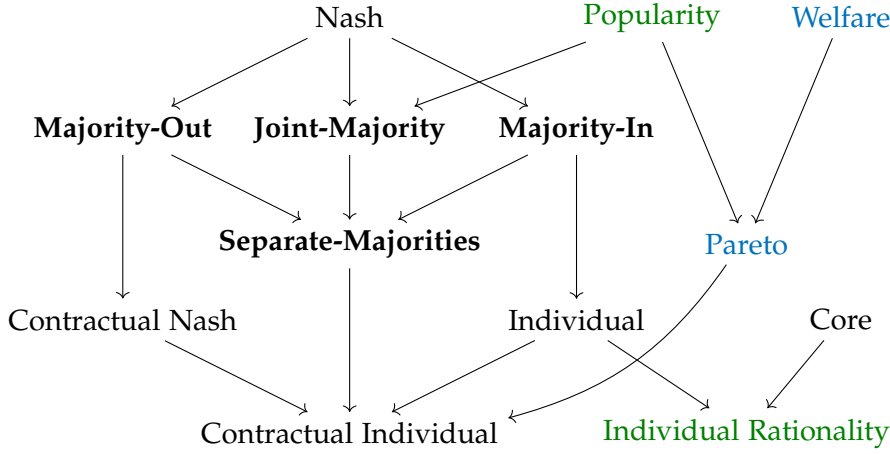 Nash
Popularity
Welfare
Majority-Out
Joint-Majority
Majority-In
Separate-Majorities
Pareto
Contractual Nash
Individual
Core
Contractual Individual
Individual Rationality